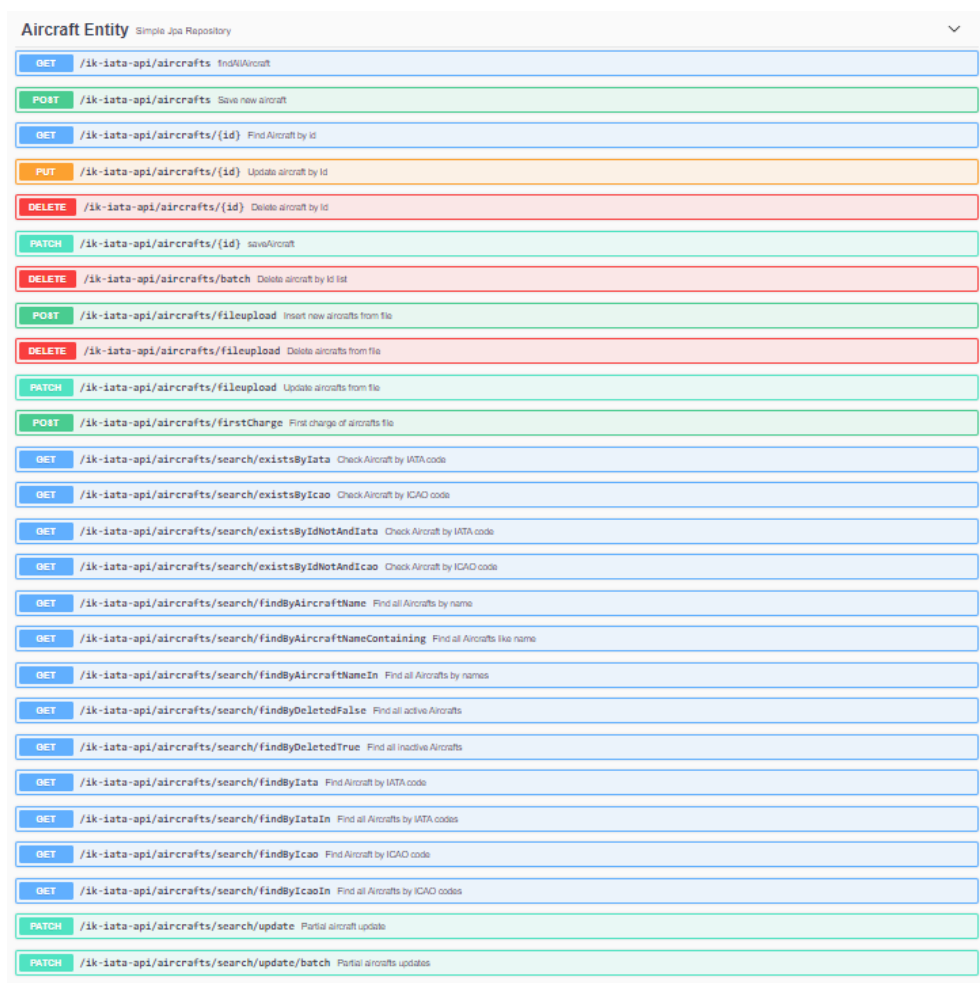 Aircraft Entity Simple Jpa Repository
GET /ik-iata-api/aircrafts findAllAircraft
POST /ik-iata-api/aircrafts Save new aircraft
GET /ik-iata-api/aircrafts/{id} Find Aircraft by id
PUT /ik-iata-api/aircrafts/{id} Update aircraft by Id
DELETE /ik-iata-api/aircrafts/{id} Delete aircraft by Id
PATCH /ik-iata-api/aircrafts/{id} saveAircraft
DELETE /ik-iata-api/aircrafts/batch Delete aircraft by Id list
POST /ik-iata-api/aircrafts/fileupload Insert new aircrafts from file
DELETE /ik-iata-api/aircrafts/fileupload Delete aircrafts from file
PATCH /ik-iata-api/aircrafts/fileupload Update aircrafts from file
POST /ik-iata-api/aircrafts/firstCharge First charge of aircrafts file
GET /ik-iata-api/aircrafts/search/existsByIata Check Aircraft by IATA code
GET /ik-iata-api/aircrafts/search/existsByIcao Check Aircraft by ICAO code
GET /ik-iata-api/aircrafts/search/existsByIdNotAndIata Check Aircraft by IATA code
GET /ik-iata-api/aircrafts/search/existsByIdNotAndIcao Check Aircraft by ICAO code
GET /ik-iata-api/aircrafts/search/findByAircraftName Find all Aircrafts by name
GET /ik-iata-api/aircrafts/search/findByAircraftNameContaining Find all Aircrafts like name
GET /ik-iata-api/aircrafts/search/findByAircraftNameIn Find all Aircrafts by names
GET /ik-iata-api/aircrafts/search/findByDeletedFalse Find all active Aircrafts
GET /ik-iata-api/aircrafts/search/findByDeletedTrue Find all inactive Aircrafts
GET /ik-iata-api/aircrafts/search/findByIata Find Aircraft by IATA code
GET /ik-iata-api/aircrafts/search/findByIataIn Find all Aircrafts by IATA codes
GET /ik-iata-api/aircrafts/search/findByIcao Find Aircraft by ICAO code
GET /ik-iata-api/aircrafts/search/findByIcaoIn Find all Aircrafts by ICAO codes
PATCH /ik-iata-api/aircrafts/search/update Partial aircraft update
PATCH /ik-iata-api/aircrafts/search/update/batch Partial aircrafts updates